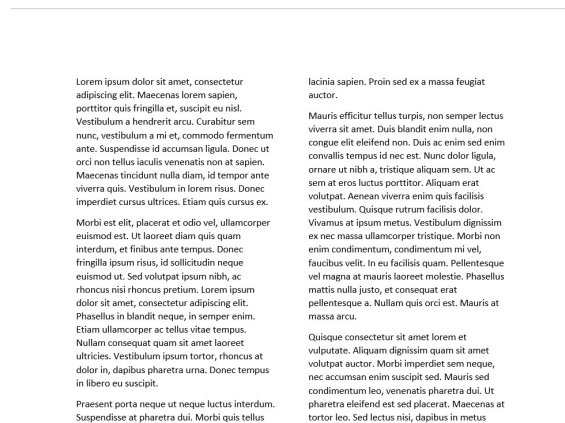 Lorem ipsum dolor sit amet, consectetur
adipiscing elit. Maecenas lorem sapien,
porttitor quis fringilla et, suscipit eu nisl.
Vestibulum a hendrerit arcu. Curabitur sem
nunc, vestibulum a mi et, commodo fermentum
ante. Suspendisse id accumsan ligula. Donec ut
orci non tellus iaculis venenatis non at sapien.
Maecenas tincidunt nulla diam, id tempor ante
viverra quis. Vestibulum in lorem risus. Donec
imperdiet cursus ultrices. Etiam quis cursus ex.
Morbi est elit, placerat et odio vel, ullamcorper
euismod est. Ut laoreet diam quis quam
interdum, et finibus ante tempus. Donec
fringilla ipsum risus, id sollicitudin neque
euismod ut. Sed volutpat ipsum nibh, ac
rhoncus nisi rhoncus pretium. Lorem ipsum
dolor sit amet, consectetur adipiscing elit.
Phasellus in blandit neque, in semper enim.
Etiam ullamcorper ac tellus vitae tempus.
Nullam consequat quam sit amet laoreet
ultricies. Vestibulum ipsum tortor, rhoncus at
dolor in, dapibus pharetra urna. Donec tempus
in libero eu suscipit.
Praesent porta neque ut neque luctus interdum.
Suspendisse at pharetra dui. Morbi quis tellus
lacinia sapien. Proin sed ex a massa feugiat
auctor.
Mauris efficitur tellus turpis, non semper lectus
viverra sit amet. Duis blandit enim nulla, non
congue elit eleifend non. Duis ac enim sed enim
convallis tempus id nec est. Nunc dolor ligula,
ornare ut nibh a, tristique aliquam sem. Ut ac
sem at eros luctus porttitor. Aliquam erat
volutpat. Aenean viverra enim quis facilisis
vestibulum. Quisque rutrum facilisis dolor.
Vivamus at ipsum metus. Vestibulum dignissim
ex nec massa ullamcorper tristique. Morbi non
enim condimentum, condimentum mi vel,
faucibus velit. In eu facilisis quam. Pellentesque
vel magna at mauris laoreet molestie. Phasellus
mattis nulla justo, et consequat erat
pellentesque a. Nullam quis orci est. Mauris at
massa arcu.
Quisque consectetur sit amet lorem et
vulputate. Aliquam dignissim quam sit amet
volutpat auctor. Morbi imperdiet sem neque,
nec accumsan enim suscipit sed. Mauris sed
condimentum leo, venenatis pharetra dui. Ut
pharetra eleifend est sed placerat. Maecenas at
tortor leo. Sed lectus nisi, dapibus in metus